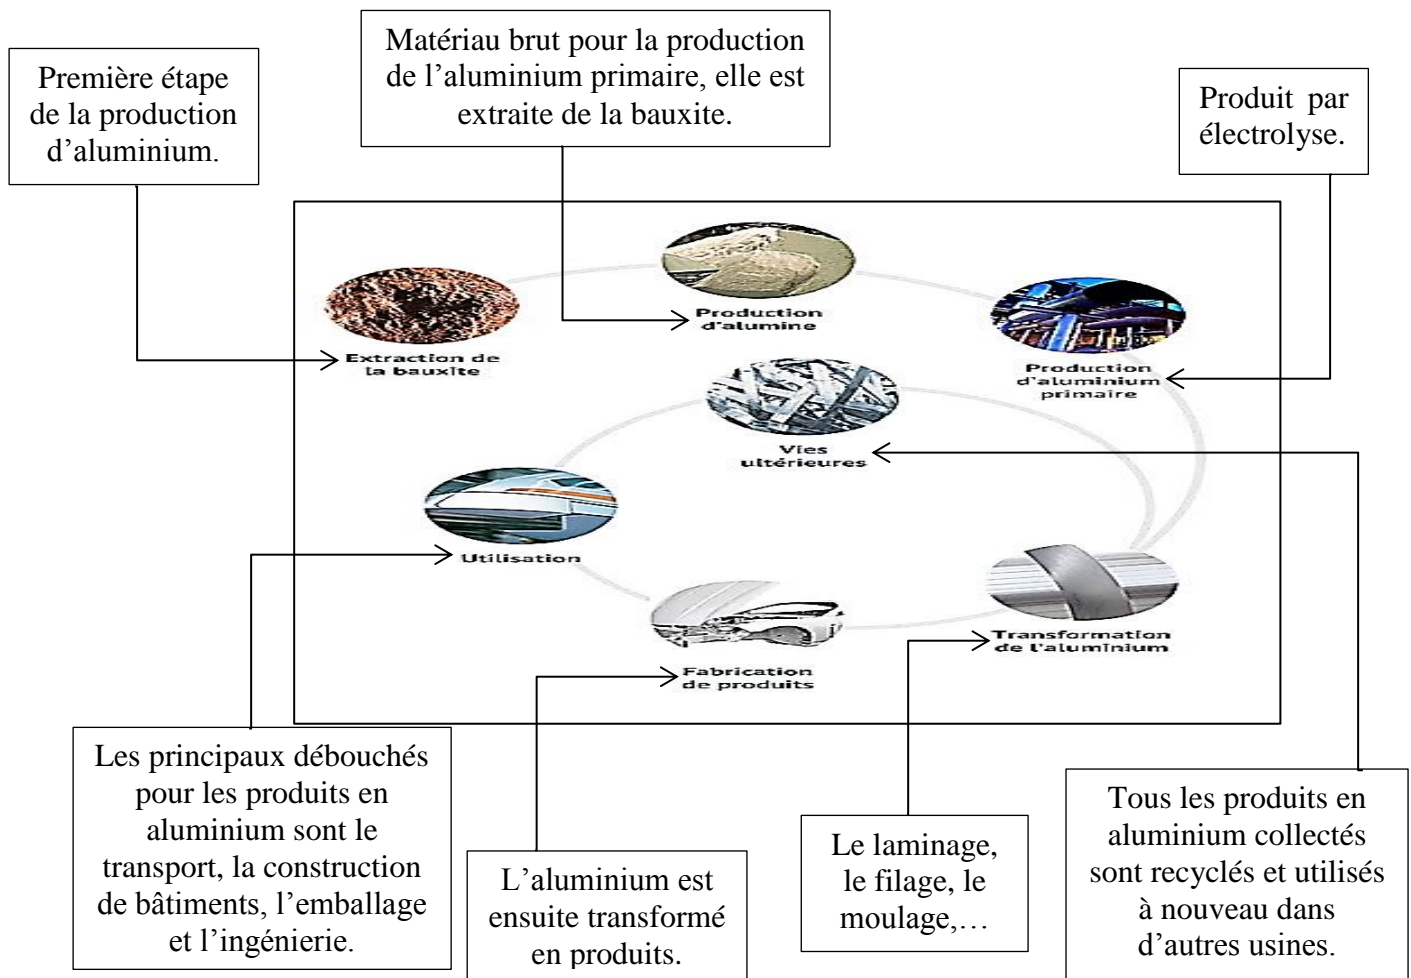 Première étape
de la production
d’aluminium.
Matériau brut pour la production
de l’aluminium primaire, elle est
extraite de la bauxite.
Produit par
électrolyse.
Extraction de
la bauxite
Production
d'alumine
Production
d'aluminium
primaire
Vies
ultérieures
Utilisation
Transformation
de l'aluminium
Fabrication
de produits
Les principaux débouchés
pour les produits en
aluminium sont le
transport, la construction
de bâtiments, l’emballage
et l’ingénierie.
L’aluminium est
ensuite transformé
en produits.
Le laminage,
le filage, le
moulage,…
Tous les produits en
aluminium collectés
sont recyclés et utilisés
à nouveau dans
d’autres usines.